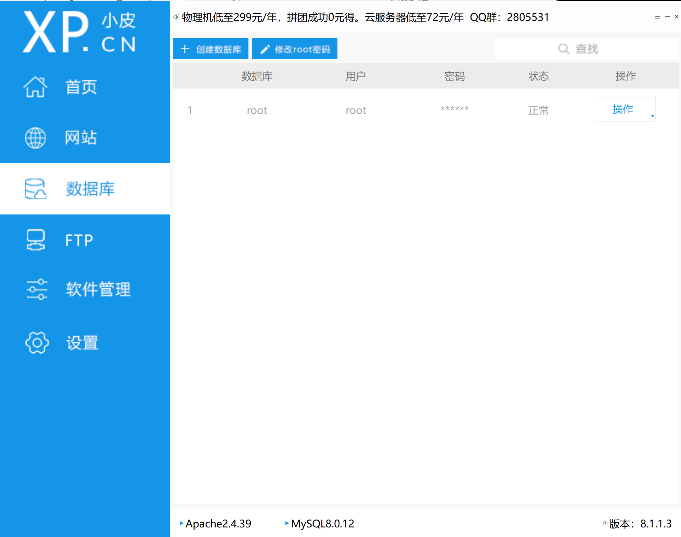 XP.CN 小皮
物理机低至299元/年，拼团成功0元得。云服务器低至72元/年 QQ群：2805531
首页
网站
数据库
FTP
软件管理
设置
创建数据库 修改root密码 查找
数据库 用户 密码 状态 操作
1 root root ****** 正常 操作
Apache2.4.39 MySQL8.0.12 版本：8.1.1.3